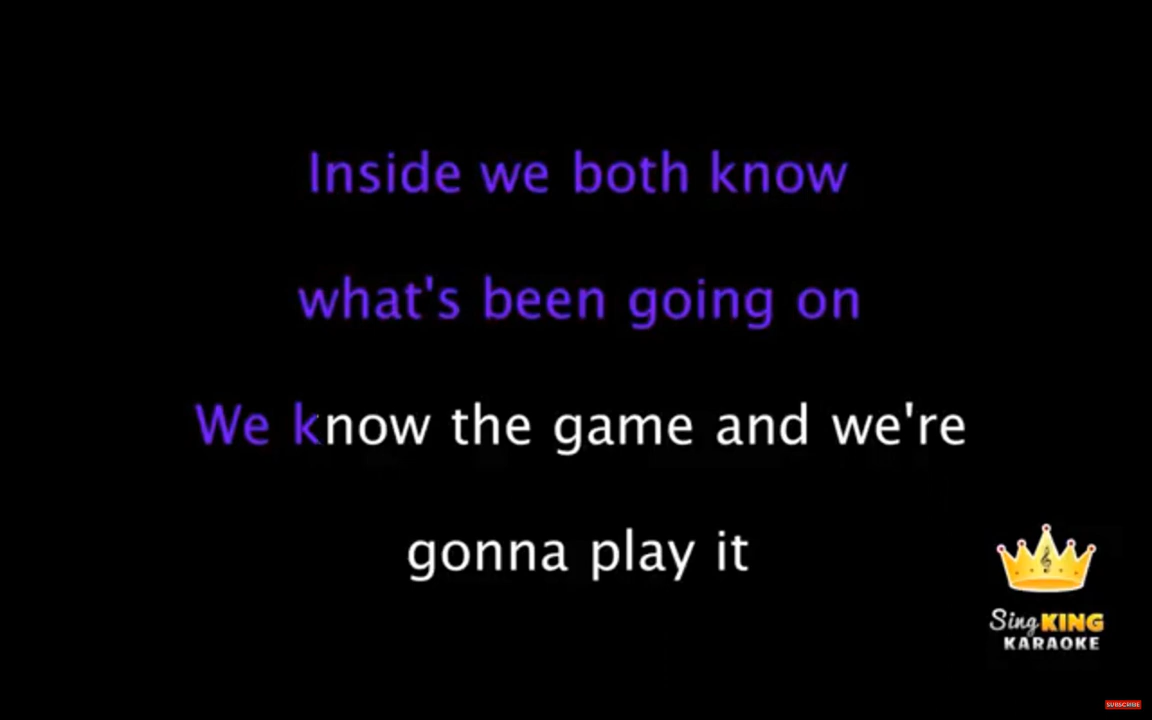 Inside we both know
what's been going on
We know the game and we're
gonna play it
Sing KING
KARAOKE
SUBSCRIBE